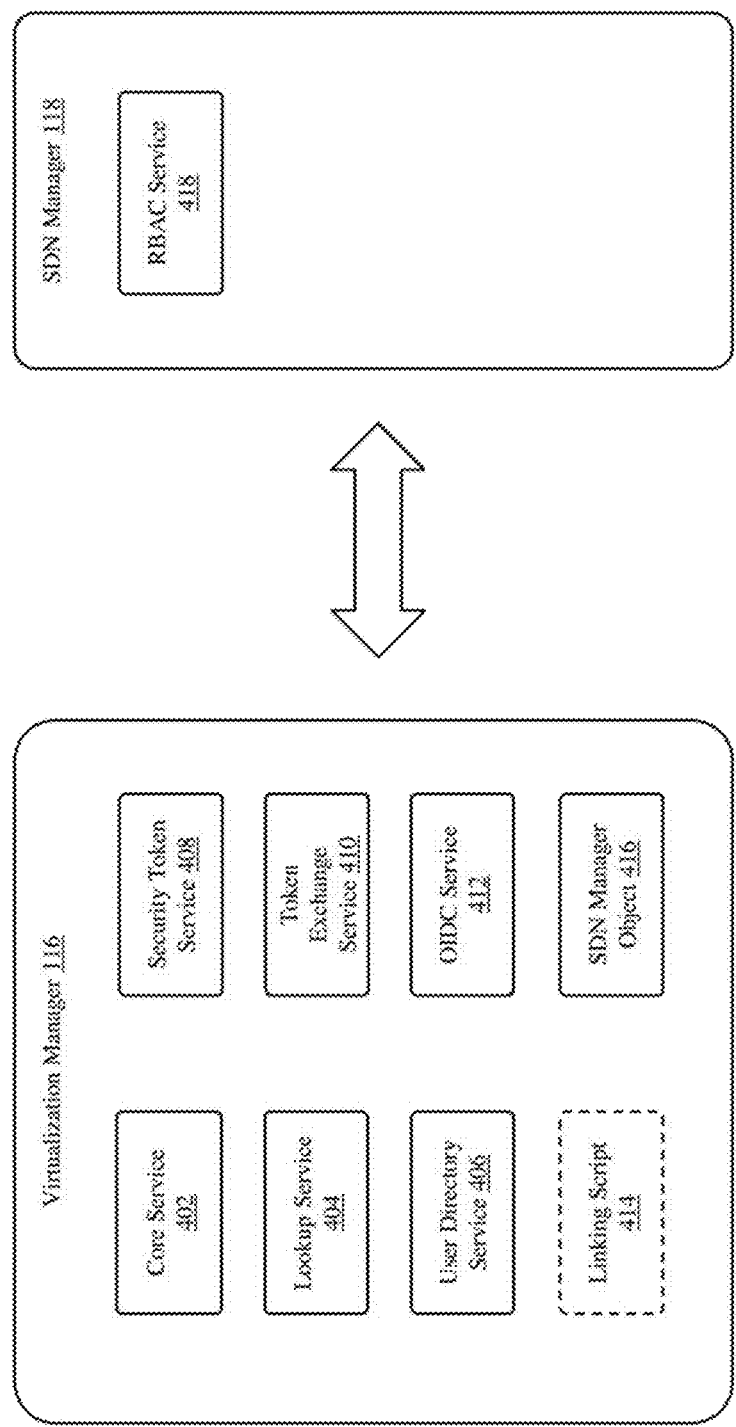 Virtualization Manager 116
Core Service
402
Lookup Service
404
User Directory
Service 406
Linking Script
414
Security Token
Service 408
Token
Exchange
Service 410
OIDC Service
412
SDN Manager
Object 416
SDN Manager 118
RBAC Service
418